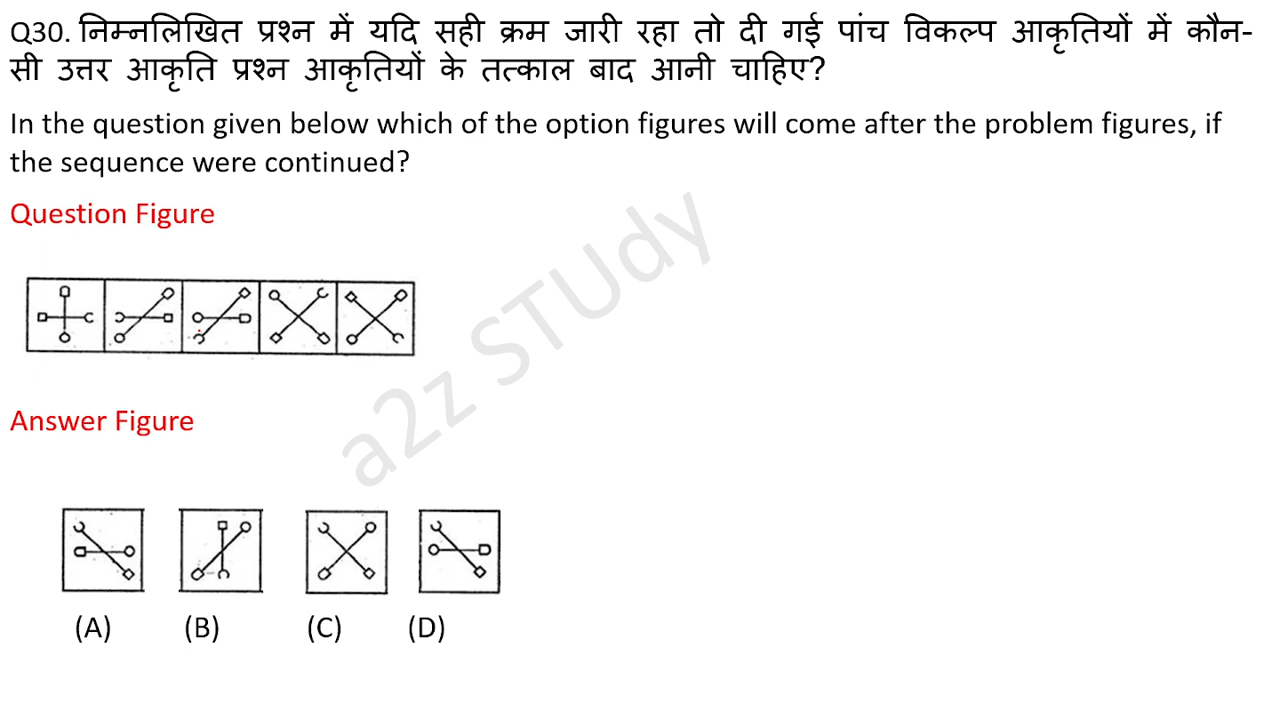 Q30. निम्नलिखित प्रश्न में यदि सही क्रम जारी रहा तो दी गई पांच विकल्प आकृतियों में कौन-
सी उत्तर आकृति प्रश्न आकृतियों के तत्काल बाद आनी चाहिए?
In the question given below which of the option figures will come after the problem figures, if
the sequence were continued?
Question Figure
a2z STUdy
Answer Figure
(A) (B) (C) (D)